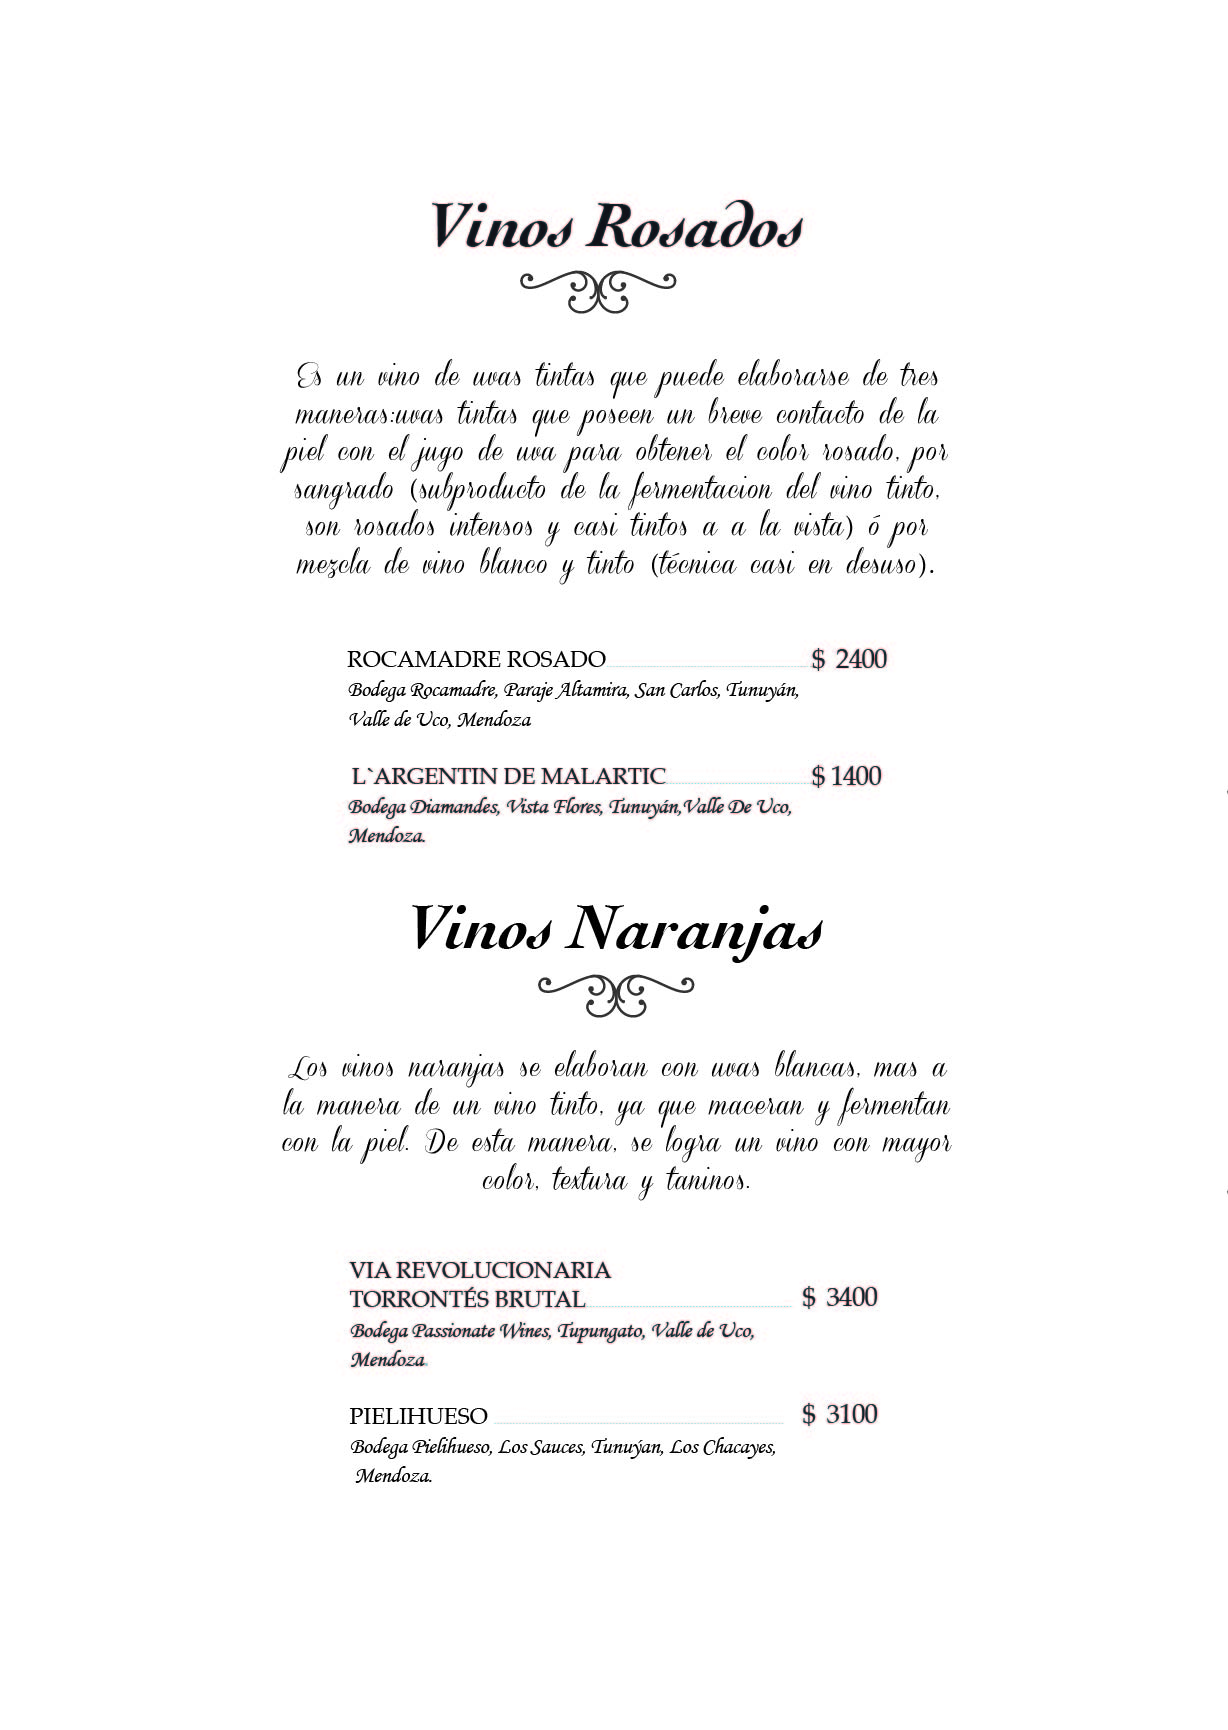 Vinos Rosados
Es un vino de uvas tintas que puede elaborarse de tres
maneras:uvas tintas que poseen un breve contacto de la
piel con el jugo de uva para obtener el color rosado, por
sangrado (subproducto de la fermentacion del vino tinto,
son rosados intensos y casi tintos a a la vista) ó por
mezcla de vino blanco y tinto (técnica casi en desuso).
ROCAMADRE ROSADO $ 2400
Bodega Rocamadre, Paraje Altamira, San Carlos, Tunuyán,
Valle de Uco, Mendoza
L`ARGENTIN DE MALARTIC $ 1400
Bodega Diamandes, Vista Flores, Tunuyán,Valle De Uco,
Mendoza.
Vinos Naranjas
Los vinos naranjas se elaboran con uvas blancas, mas a
la manera de un vino tinto, ya que maceran y fermentan
con la piel. De esta manera, se logra un vino con mayor
color, textura y taninos.
VIA REVOLUCIONARIA
TORRONTÉS BRUTAL $ 3400
Bodega Passionate Wines, Tupungato, Valle de Uco,
Mendoza
PIELIHUESO $ 3100
Bodega Pielihueso, Los Sauces, Tunuýan, Los Chacayes,
Mendoza.